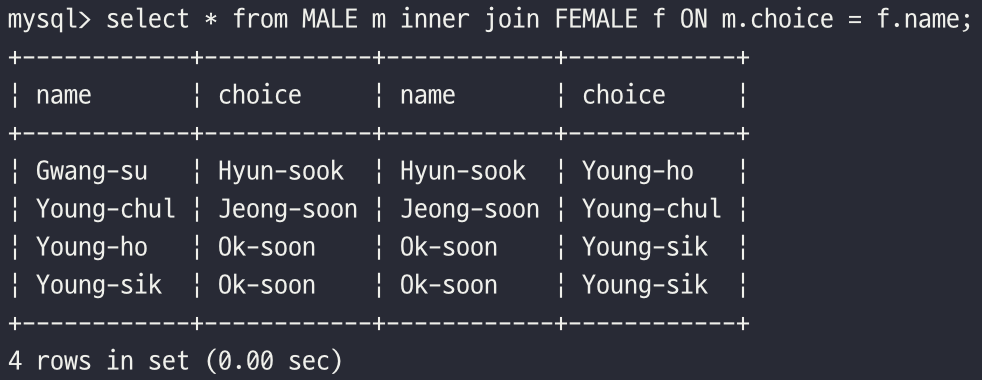 mysql> select * from MALE m inner join FEMALE f ON m.choice = f.name;
+-----------+-----------+-----------+-----------+
| name      | choice    | name      | choice    |
+-----------+-----------+-----------+-----------+
| Gwang-su  | Hyun-sook | Hyun-sook | Young-ho  |
| Young-chul | Jeong-soon | Jeong-soon | Young-chul |
| Young-ho  | Ok-soon   | Ok-soon   | Young-sik |
| Young-sik | Ok-soon   | Ok-soon   | Young-sik |
+-----------+-----------+-----------+-----------+
4 rows in set (0.00 sec)